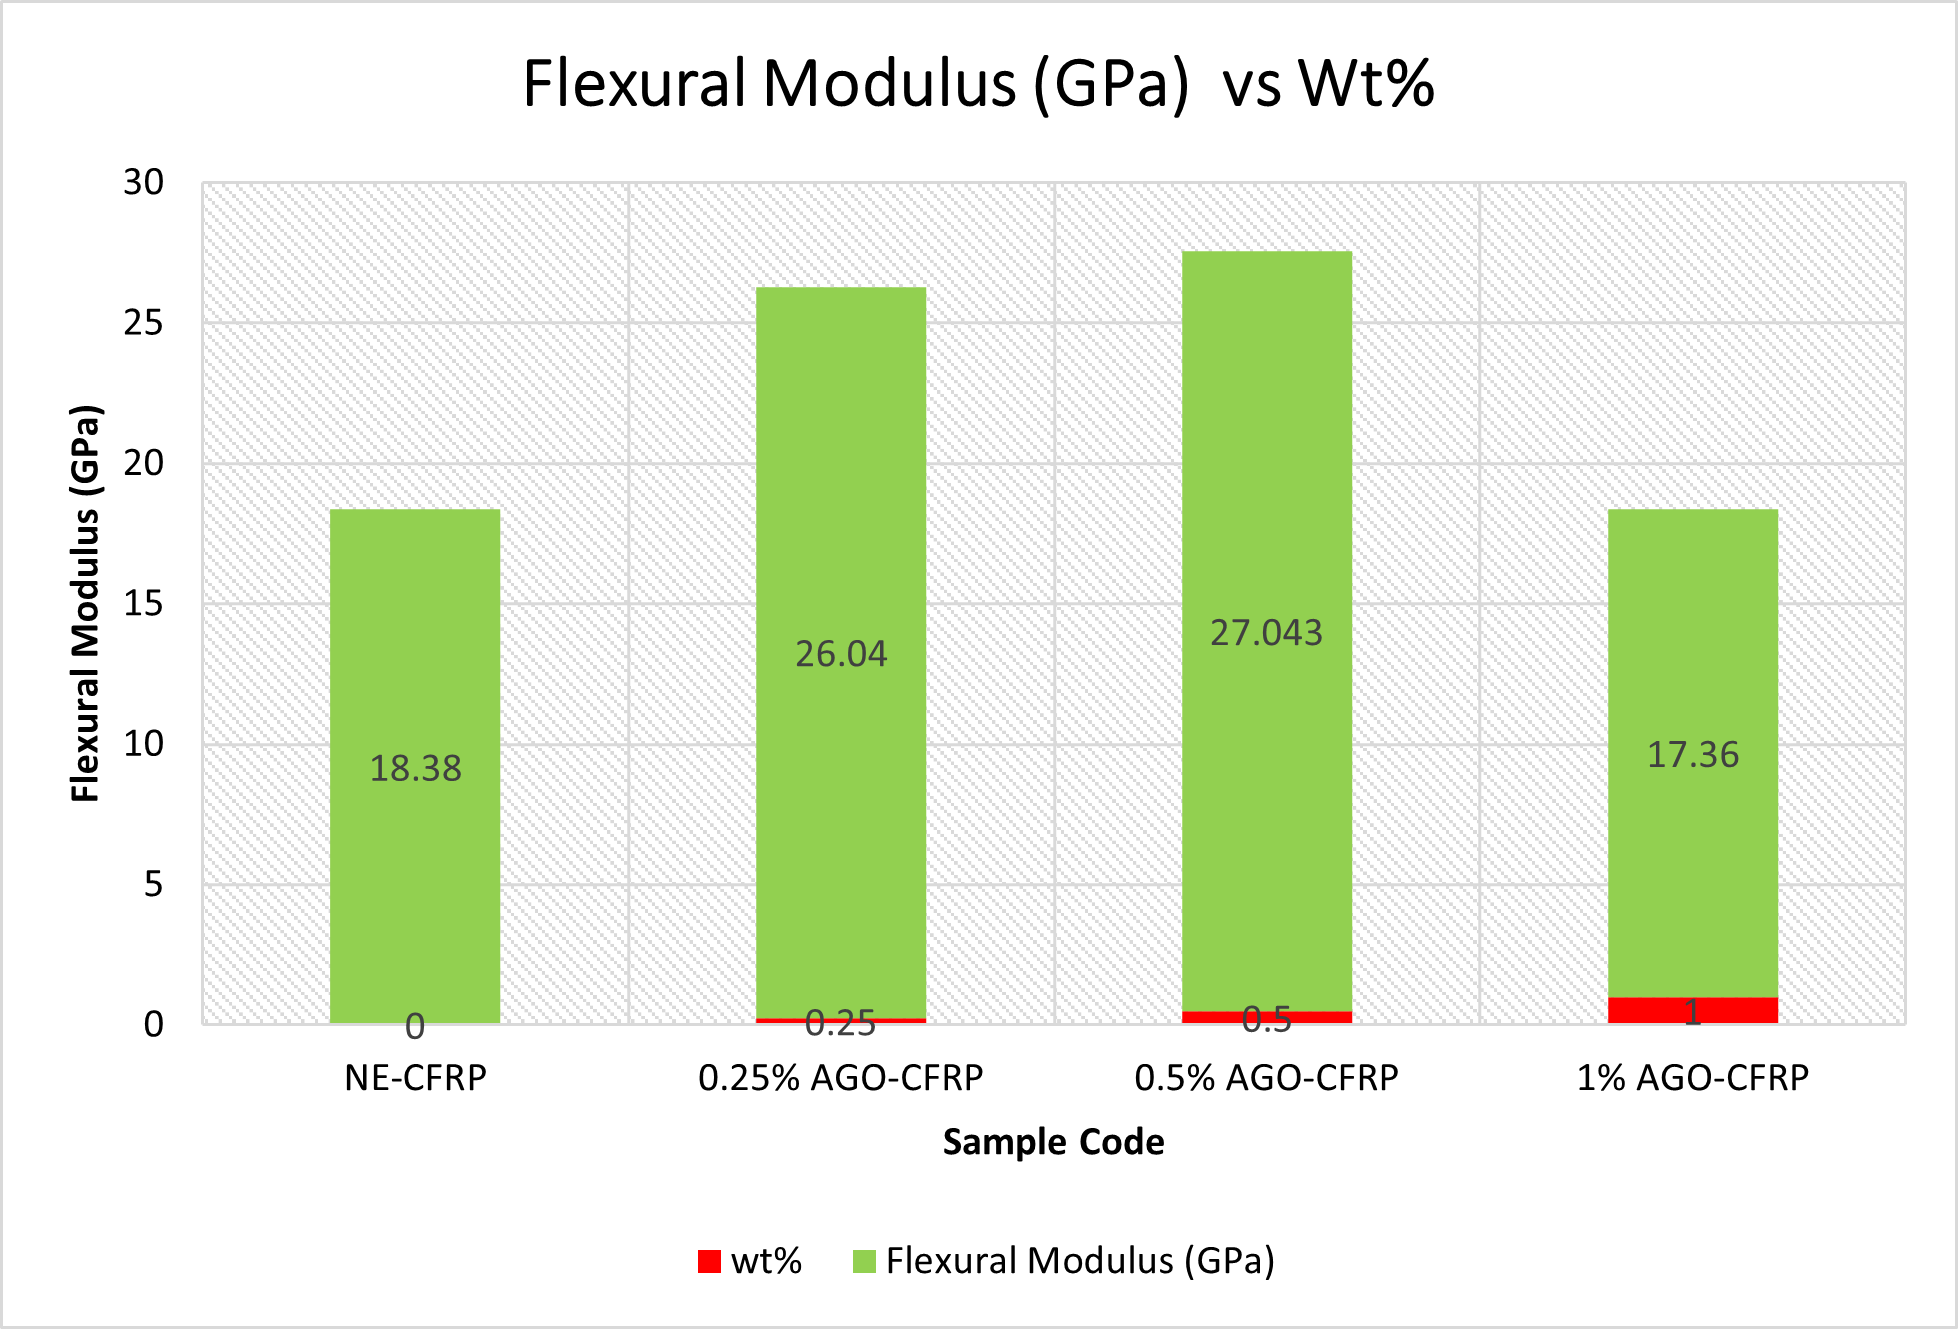 Flexural Modulus (GPa)  vs Wt%
30
25
20
15
10
5
0
Flexural Modulus (GPa)
18.38
26.04
27.043
17.36
0
0.25
0.5
1
NE-CFRP
0.25% AGO-CFRP
0.5% AGO-CFRP
1% AGO-CFRP
Sample Code
wt%
Flexural Modulus (GPa)